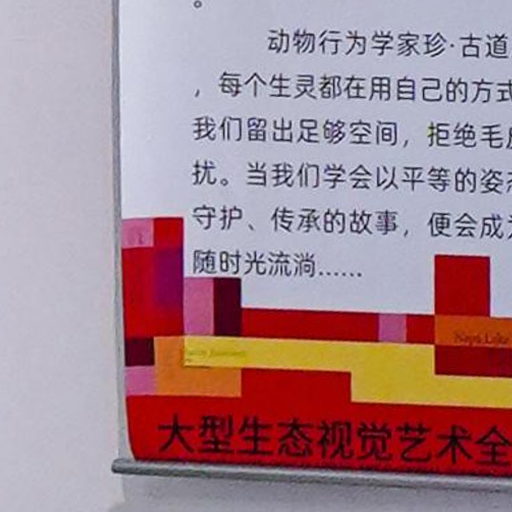 。
动物行为学家珍·古道
，每个生灵都在用自己的方式
我们留出足够空间，拒绝毛皮
扰。当我们学会以平等的姿态
守护、传承的故事，便会成为
随时光流淌……
Napa Lake
大型生态视觉艺术全